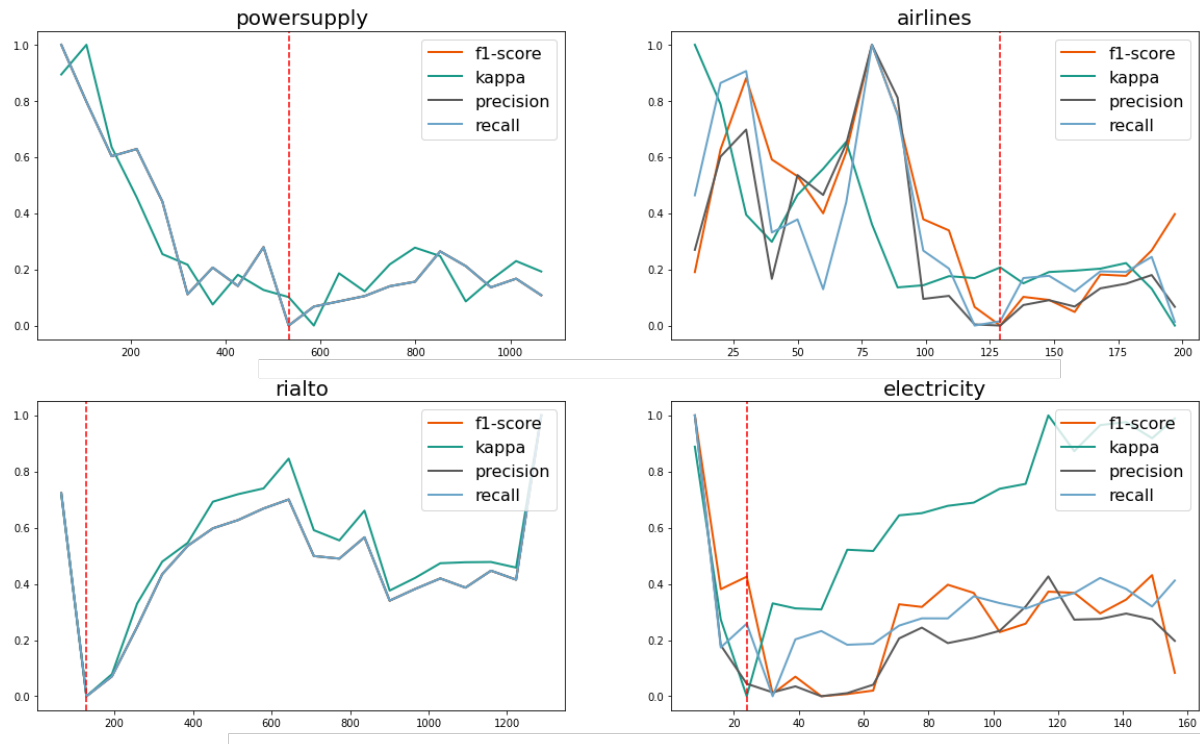 powersupply
1.0
0.8
0.6
0.4
0.2
0.0
200
400
600
800
1000
f1-score
kappa
precision
recall
airlines
1.0
0.8
0.6
0.4
0.2
0.0
25
50
75
100
125
150
175
200
f1-score
kappa
precision
recall
rialto
1.0
0.8
0.6
0.4
0.2
0.0
200
400
600
800
1000
1200
f1-score
kappa
precision
recall
electricity
1.0
0.8
0.6
0.4
0.2
0.0
20
40
60
80
100
120
140
160
f1-score
kappa
precision
recall